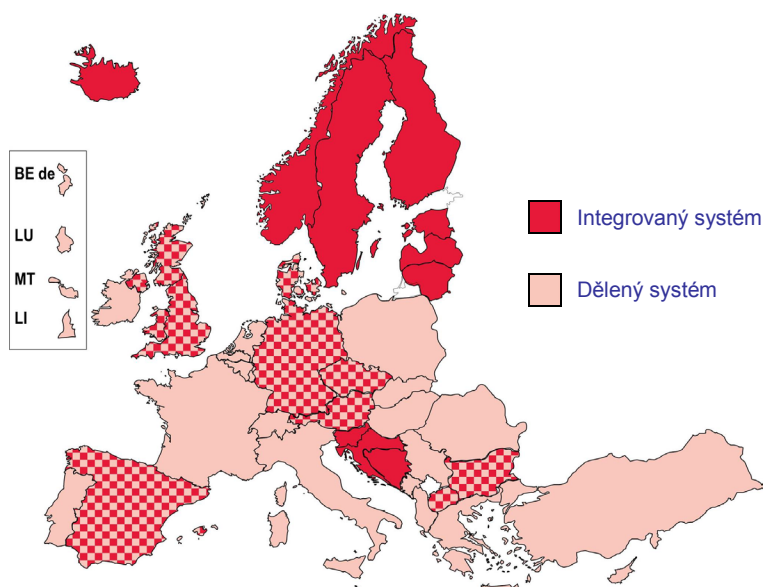 BE de
LU
MT
LI
Integrovaný systém
Dělený systém